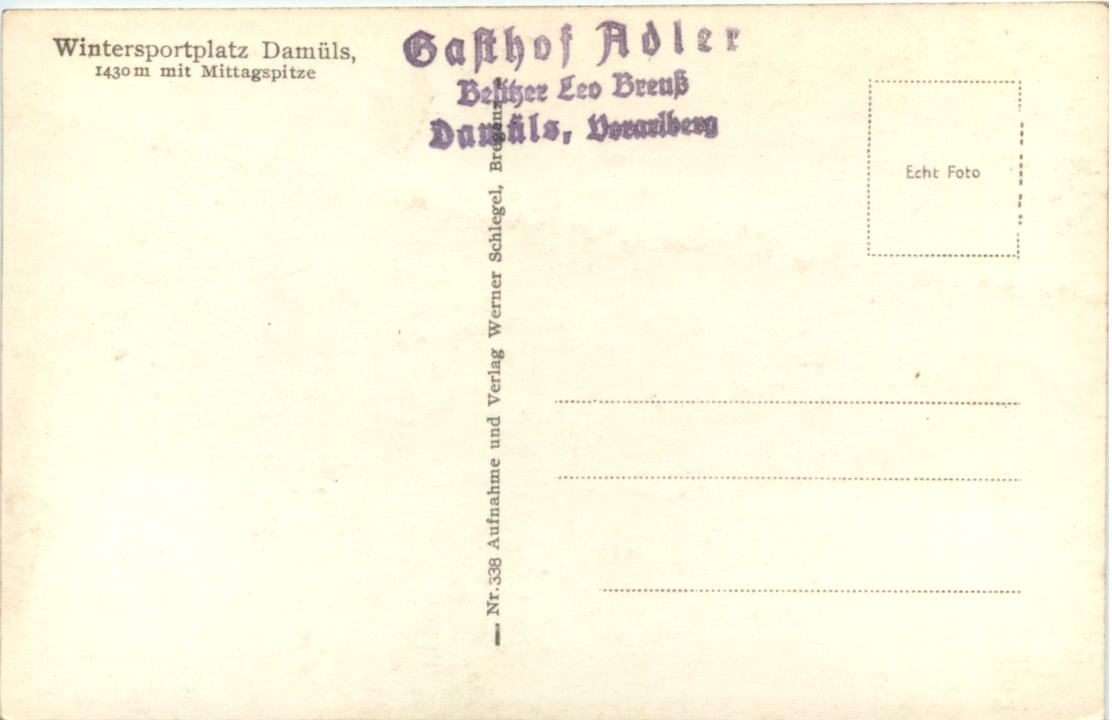 Wintersportplatz Damüls,
1430 m mit Mittagspitze
Gasthof Adler
Besitzer Leo Breuß
Damüls, Vorarlberg
Echt Foto
Nr. 338 Aufnahme und Verlag Werner Schlegel, Bregenz